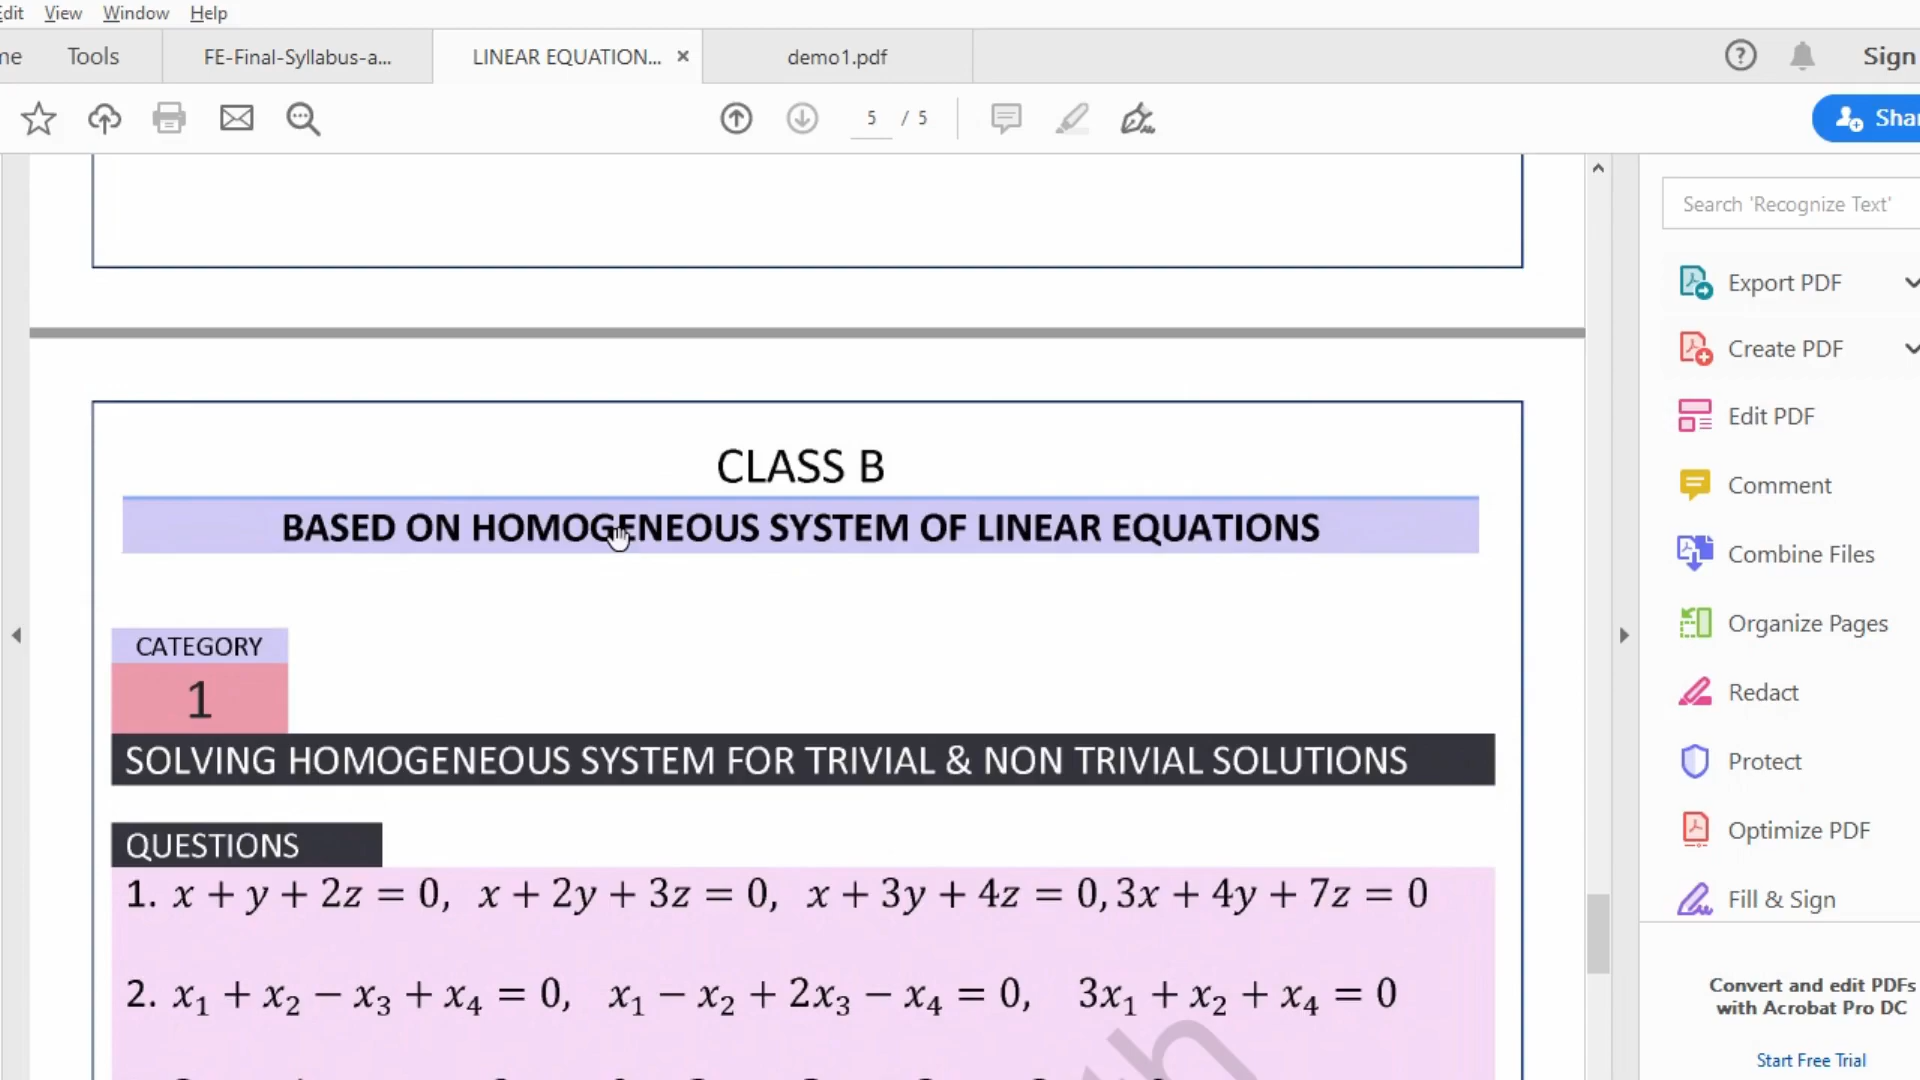 Edit View Window Help
me Tools FE-Final-Syllabus-a... LINEAR EQUATION... × demo1.pdf Sign
5 / 5 Shar
Search 'Recognize Text'
Export PDF
Create PDF
Edit PDF
Comment
Combine Files
Organize Pages
Redact
Protect
Optimize PDF
Fill & Sign
Convert and edit PDFs
with Acrobat Pro DC
Start Free Trial
CLASS B
BASED ON HOMOGENEOUS SYSTEM OF LINEAR EQUATIONS
CATEGORY
1
SOLVING HOMOGENEOUS SYSTEM FOR TRIVIAL & NON TRIVIAL SOLUTIONS
QUESTIONS
1. x + y + 2z = 0, x + 2y + 3z = 0, x + 3y + 4z = 0, 3x + 4y + 7z = 0
2. x₁ + x₂ − x₃ + x₄ = 0, x₁ − x₂ + 2x₃ − x₄ = 0, 3x₁ + x₂ + x₄ = 0